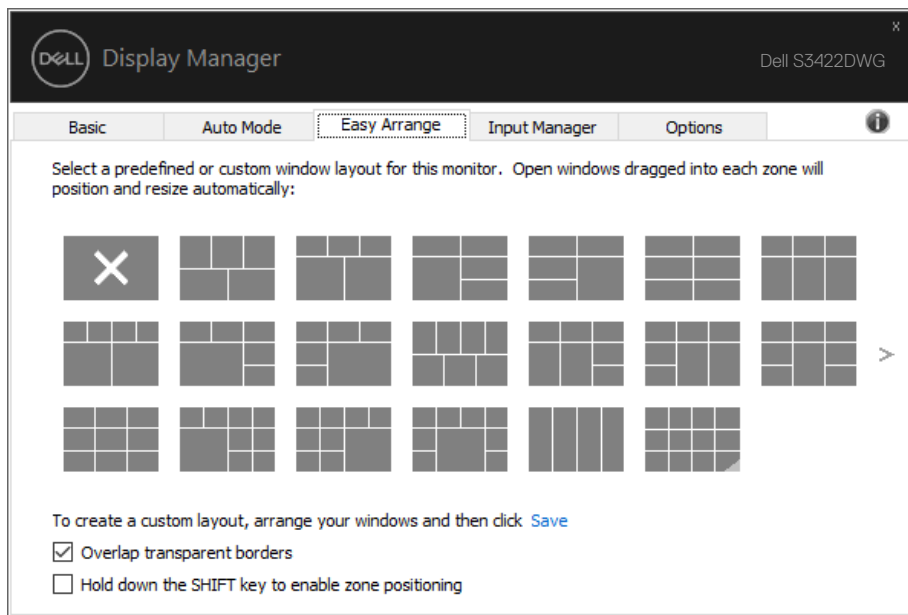 x
DELL Display Manager
Dell S3422DWG
Basic Auto Mode Easy Arrange Input Manager Options i
Select a predefined or custom window layout for this monitor. Open windows dragged into each zone will
position and resize automatically:
>
To create a custom layout, arrange your windows and then click Save
Overlap transparent borders
Hold down the SHIFT key to enable zone positioning